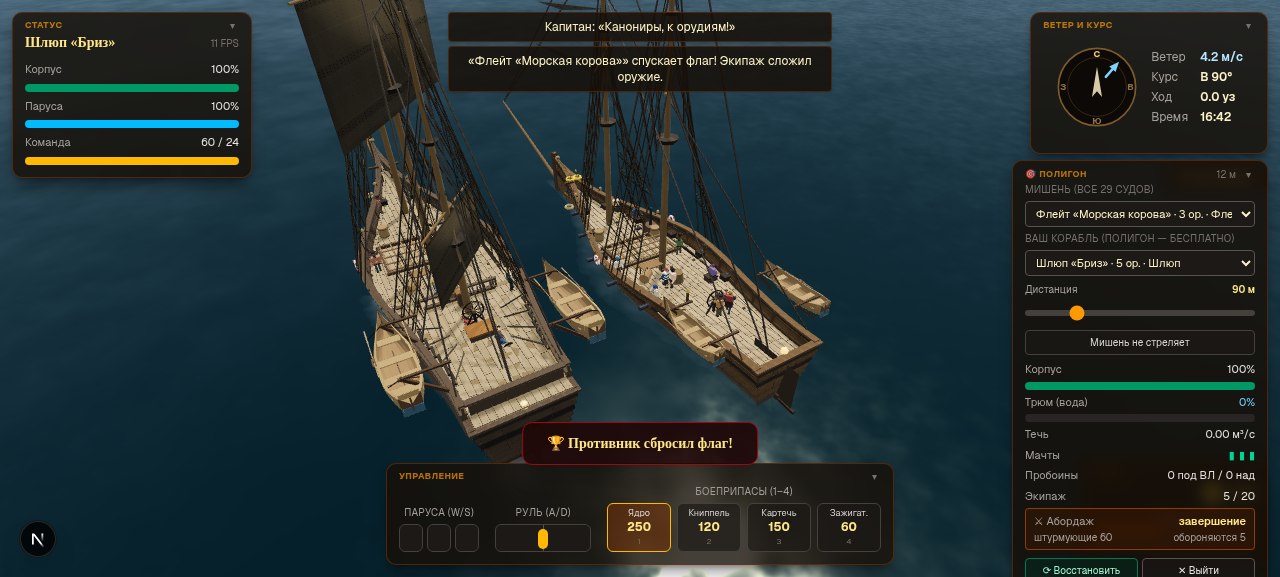 СТАТУС
Шлюп «Бриз»
11 FPS
Корпус 100%
Паруса 100%
Команда 60 / 24
Капитан: «Канониры, к орудиям!»
«Флейт «Морская корова»» спускает флаг! Экипаж сложил
оружие.
ВЕТЕР И КУРС
С
В
Ю
З
Ветер 4.2 м/с
Курс В 90°
Ход 0.0 уз
Время 16:42
ПОЛИГОН 12 м
МИШЕНЬ (ВСЕ 29 СУДОВ)
Флейт «Морская корова» · 3 ор. · Фле
ВАШ КОРАБЛЬ (ПОЛИГОН — БЕСПЛАТНО)
Шлюп «Бриз» · 5 ор. · Шлюп
Дистанция 90 м
Мишень не стреляет
Корпус 100%
Трюм (вода) 0%
Течь 0.00 м³/с
Мачты
Пробоины 0 под ВЛ / 0 над
Экипаж 5 / 20
⚔ Абордаж завершение
штурмующие 60 обороняются 5
⟳ Восстановить
✕ Выйти
🏆 Противник сбросил флаг!
УПРАВЛЕНИЕ
ПАРУСА (W/S)
РУЛЬ (A/D)
БОЕПРИПАСЫ (1–4)
Ядро
250
1
Книппель
120
2
Картечь
150
3
Зажигат.
60
4
N